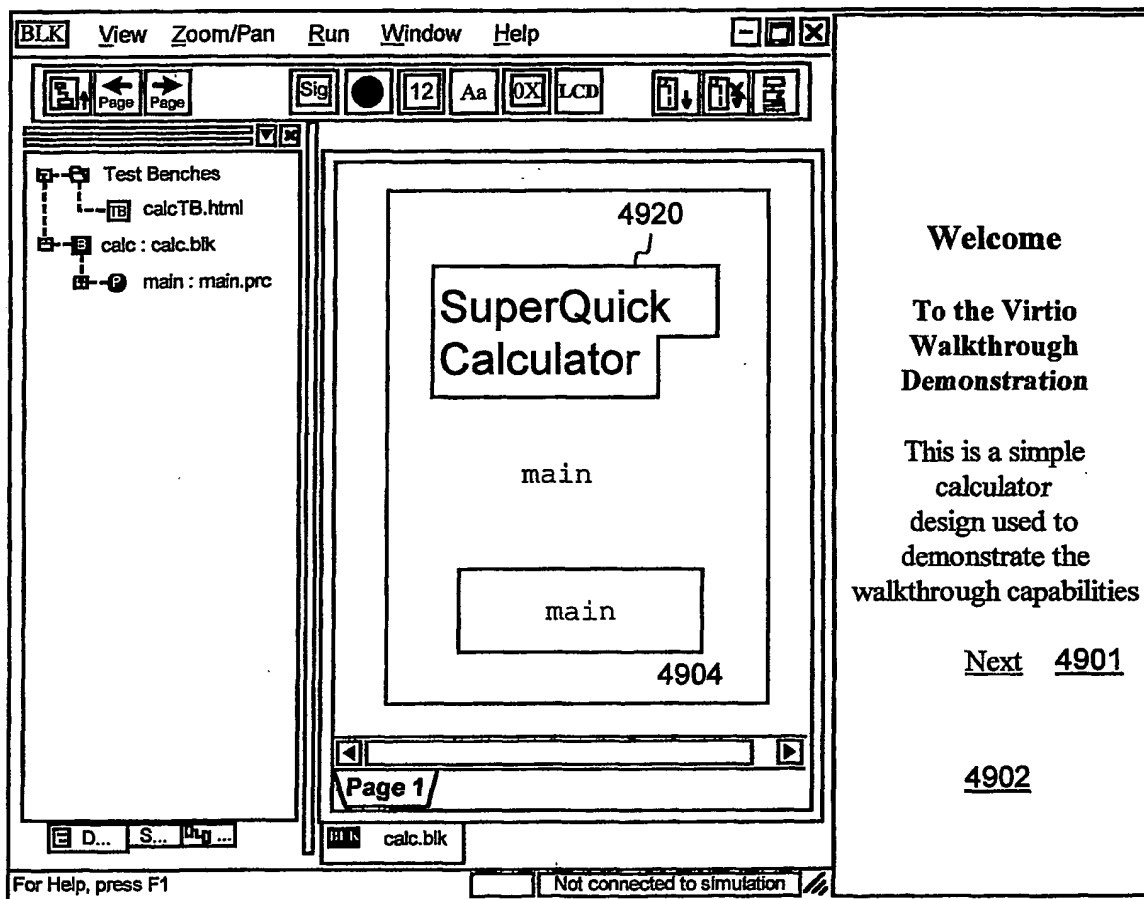 BLK View Zoom/Pan Run Window Help
Page Page Sig 12 Aa 0X LCD
Test Benches
TB calcTB.html
B calc : calc.blk
P main : main.prc
4920
SuperQuick
Calculator
main
main
4904
Page 1
D... S... ...
BLK calc.blk
For Help, press F1
Not connected to simulation
Welcome
To the Virtio
Walkthrough
Demonstration
This is a simple
calculator
design used to
demonstrate the
walkthrough capabilities
Next 4901
4902